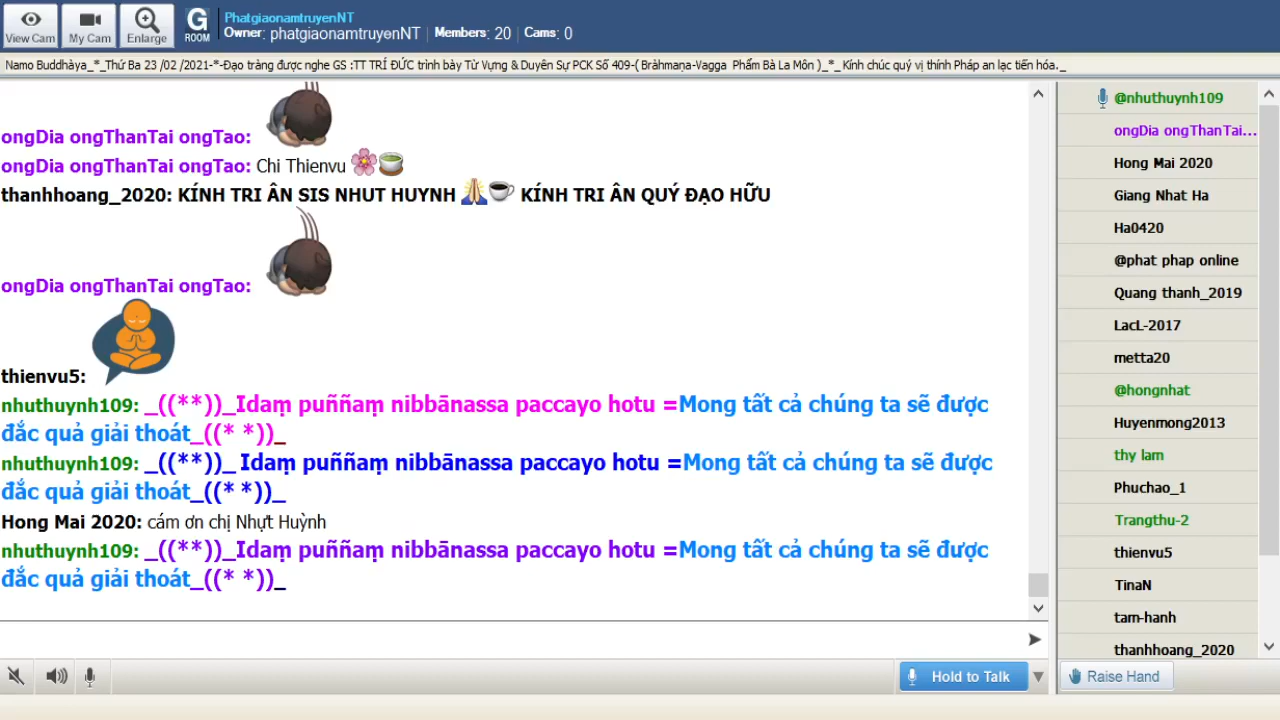 View Cam
My Cam
Enlarge
G
ROOM
PhatgiaonamtruyenNT
Owner: phatgiaonamtruyenNT | Members: 20 | Cams: 0
Namo Buddhàya_*_Thứ Ba 23 /02 /2021-*-Đạo tràng được nghe GS :TT TRÍ ĐỨC trình bày Từ Vựng & Duyên Sự PCK Số 409-( Bràhmaṇa-Vagga Phẩm Bà La Môn )_*_ Kính chúc quý vị thính Pháp an lạc tiến hóa._
ongDia ongThanTai ongTao:
ongDia ongThanTai ongTao: Chi Thienvu 🌸🍵
thanhhoang_2020: KÍNH TRI ÂN SIS NHUT HUYNH 🙏☕ KÍNH TRI ÂN QUÝ ĐẠO HỮU
ongDia ongThanTai ongTao:
thienvu5:
nhuthuynh109: _((**))_Idaṃ puññaṃ nibbānassa paccayo hotu =Mong tất cả chúng ta sẽ được
đắc quả giải thoát_((* *))_
nhuthuynh109: _((**))_ Idaṃ puññaṃ nibbānassa paccayo hotu =Mong tất cả chúng ta sẽ được
đắc quả giải thoát_((* *))_
Hong Mai 2020: cám ơn chị Nhựt Huỳnh
nhuthuynh109: _((**))_Idaṃ puññaṃ nibbānassa paccayo hotu =Mong tất cả chúng ta sẽ được
đắc quả giải thoát_((* *))_
@nhuthuynh109
ongDia ongThanTai...
Hong Mai 2020
Giang Nhat Ha
Ha0420
@phat phap online
Quang thanh_2019
LacL-2017
metta20
@hongnhat
Huyenmong2013
thy lam
Phuchao_1
Trangthu-2
thienvu5
TinaN
tam-hanh
thanhhoang_2020
Hold to Talk
Raise Hand